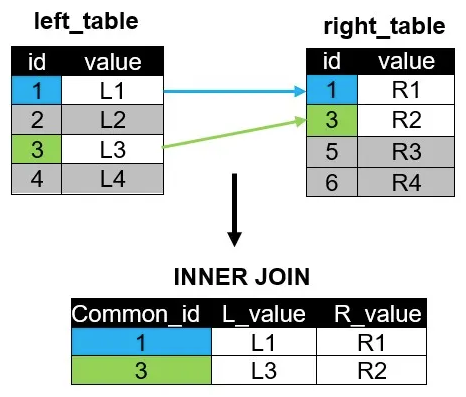 left_table
id value
1 L1
2 L2
3 L3
4 L4
right_table
id value
1 R1
3 R2
5 R3
6 R4
INNER JOIN
Common_id L_value R_value
1 L1 R1
3 L3 R2